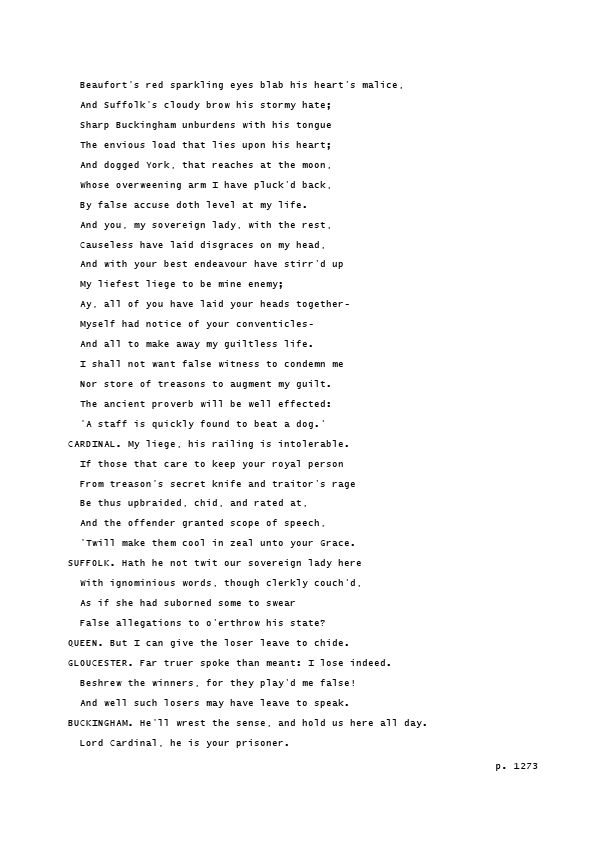 Beaufort's red sparkling eyes blab his heart's malice,
And Suffolk's cloudy brow his stormy hate;
Sharp Buckingham unburdens with his tongue
The envious load that lies upon his heart;
And dogged York, that reaches at the moon,
Whose overweening arm I have pluck'd back,
By false accuse doth level at my life.
And you, my sovereign lady, with the rest,
Causeless have laid disgraces on my head,
And with your best endeavour have stirr'd up
My liefest liege to be mine enemy;
Ay, all of you have laid your heads together-
Myself had notice of your conventicles-
And all to make away my guiltless life.
I shall not want false witness to condemn me
Nor store of treasons to augment my guilt.
The ancient proverb will be well effected:
'A staff is quickly found to beat a dog.'
CARDINAL. My liege, his railing is intolerable.
If those that care to keep your royal person
From treason's secret knife and traitor's rage
Be thus upbraided, chid, and rated at,
And the offender granted scope of speech,
'Twill make them cool in zeal unto your Grace.
SUFFOLK. Hath he not twit our sovereign lady here
With ignominious words, though clerkly couch'd,
As if she had suborned some to swear
False allegations to o'erthrow his state?
QUEEN. But I can give the loser leave to chide.
GLOUCESTER. Far truer spoke than meant: I lose indeed.
Beshrew the winners, for they play'd me false!
And well such losers may have leave to speak.
BUCKINGHAM. He'll wrest the sense, and hold us here all day.
Lord Cardinal, he is your prisoner.
p. 1273